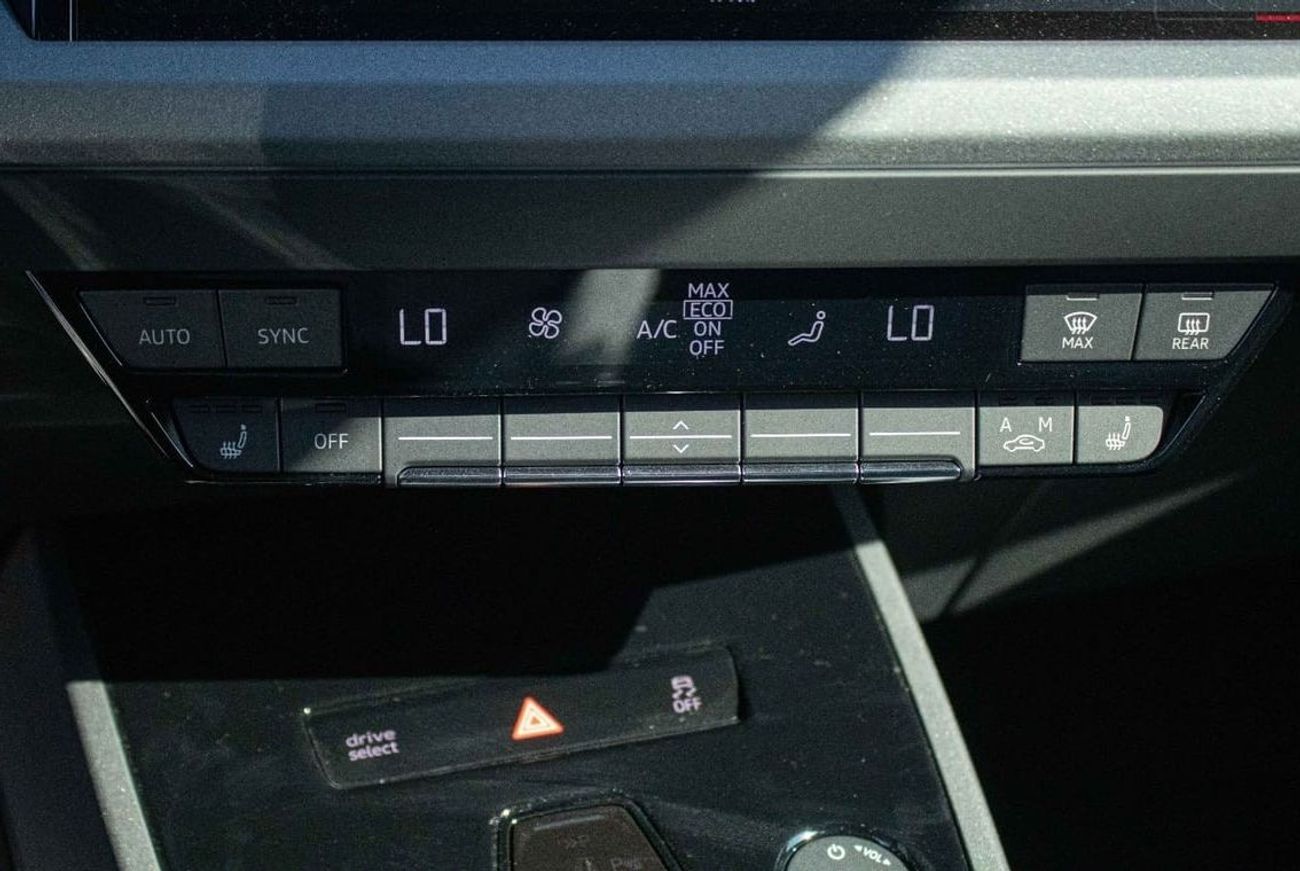 AUTO
SYNC
LO
A/C
MAX
ECO
ON
OFF
LO
MAX
REAR
OFF
A M
drive
select
OFF
VOL